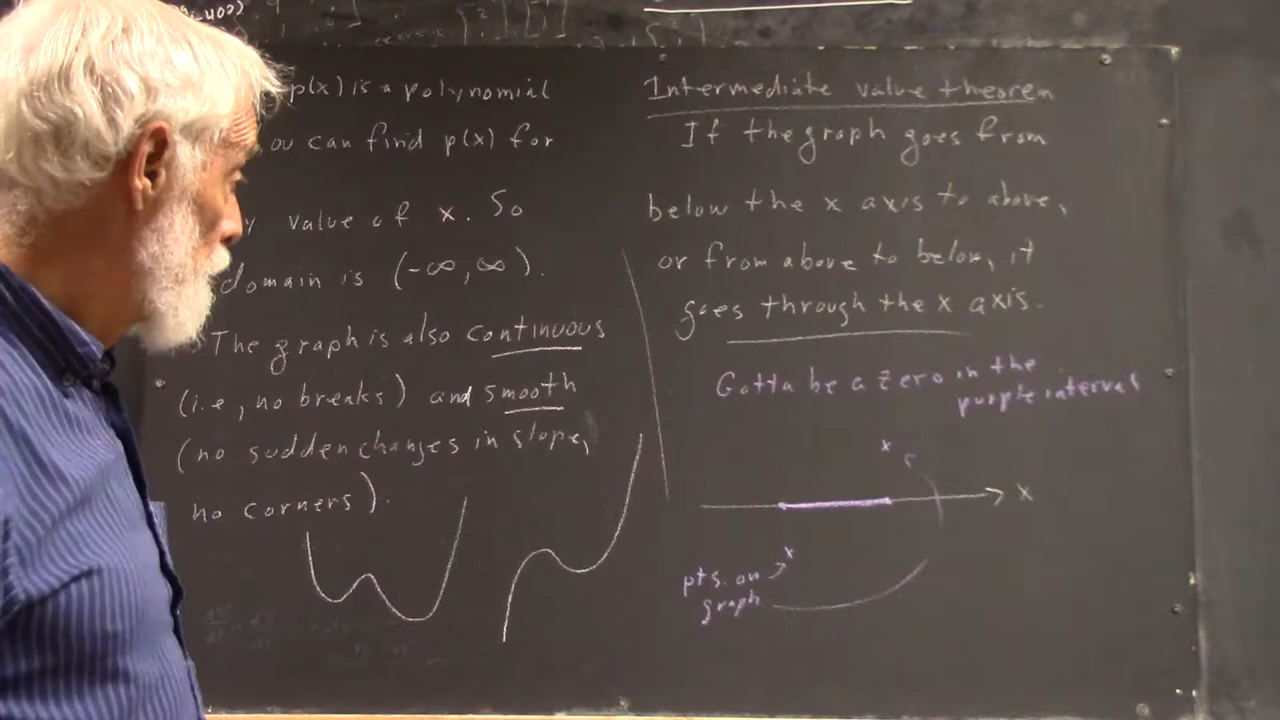 p(x) is a polynomial
ou can find p(x) for
y value of x. So
domain is (-∞, ∞).
The graph is also continuous
(i.e, no breaks) and smooth
(no sudden changes in slope,
no corners).
Intermediate value theorem
If the graph goes from
below the x axis to above,
or from above to below, it
goes through the x axis.
Gotta be a zero in the
purple interval
x
x
x
pts. on
graph